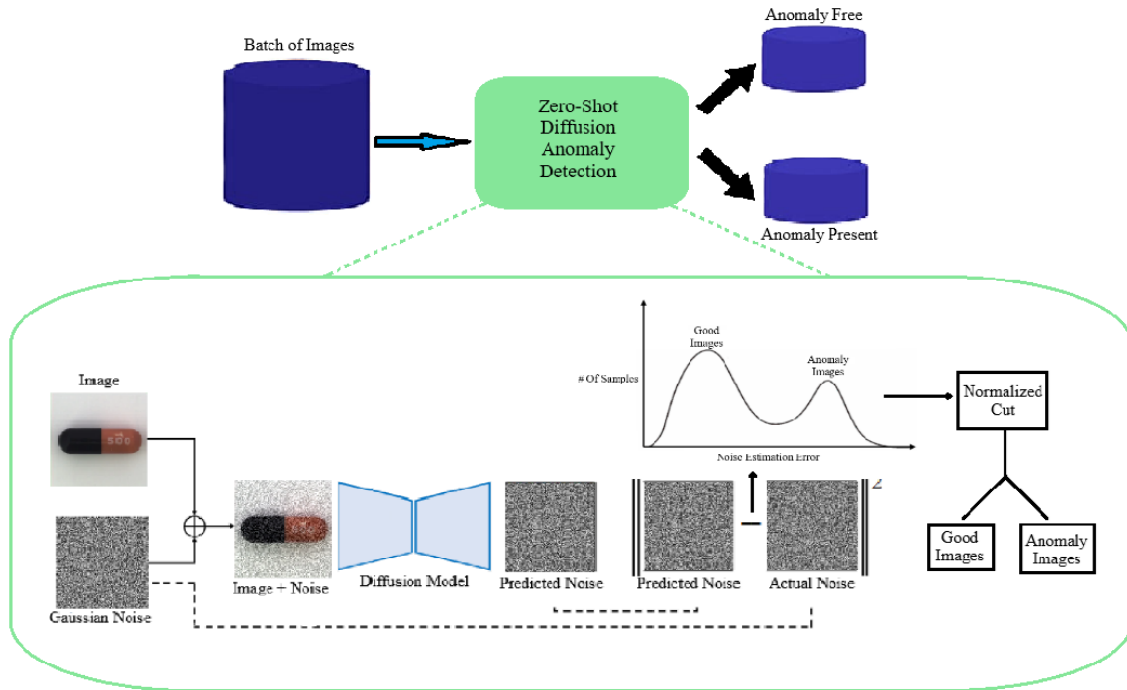 Anomaly Free
Batch of Images
Zero-Shot
Diffusion
Anomaly
Detection
Anomaly Present
Good
Images
Anomaly
Images
# Of Samples
Noise Estimation Error
Normalized
Cut
Image
Image + Noise
Diffusion Model
Predicted Noise
Predicted Noise
Actual Noise
2
Gaussian Noise
Good
Images
Anomaly
Images